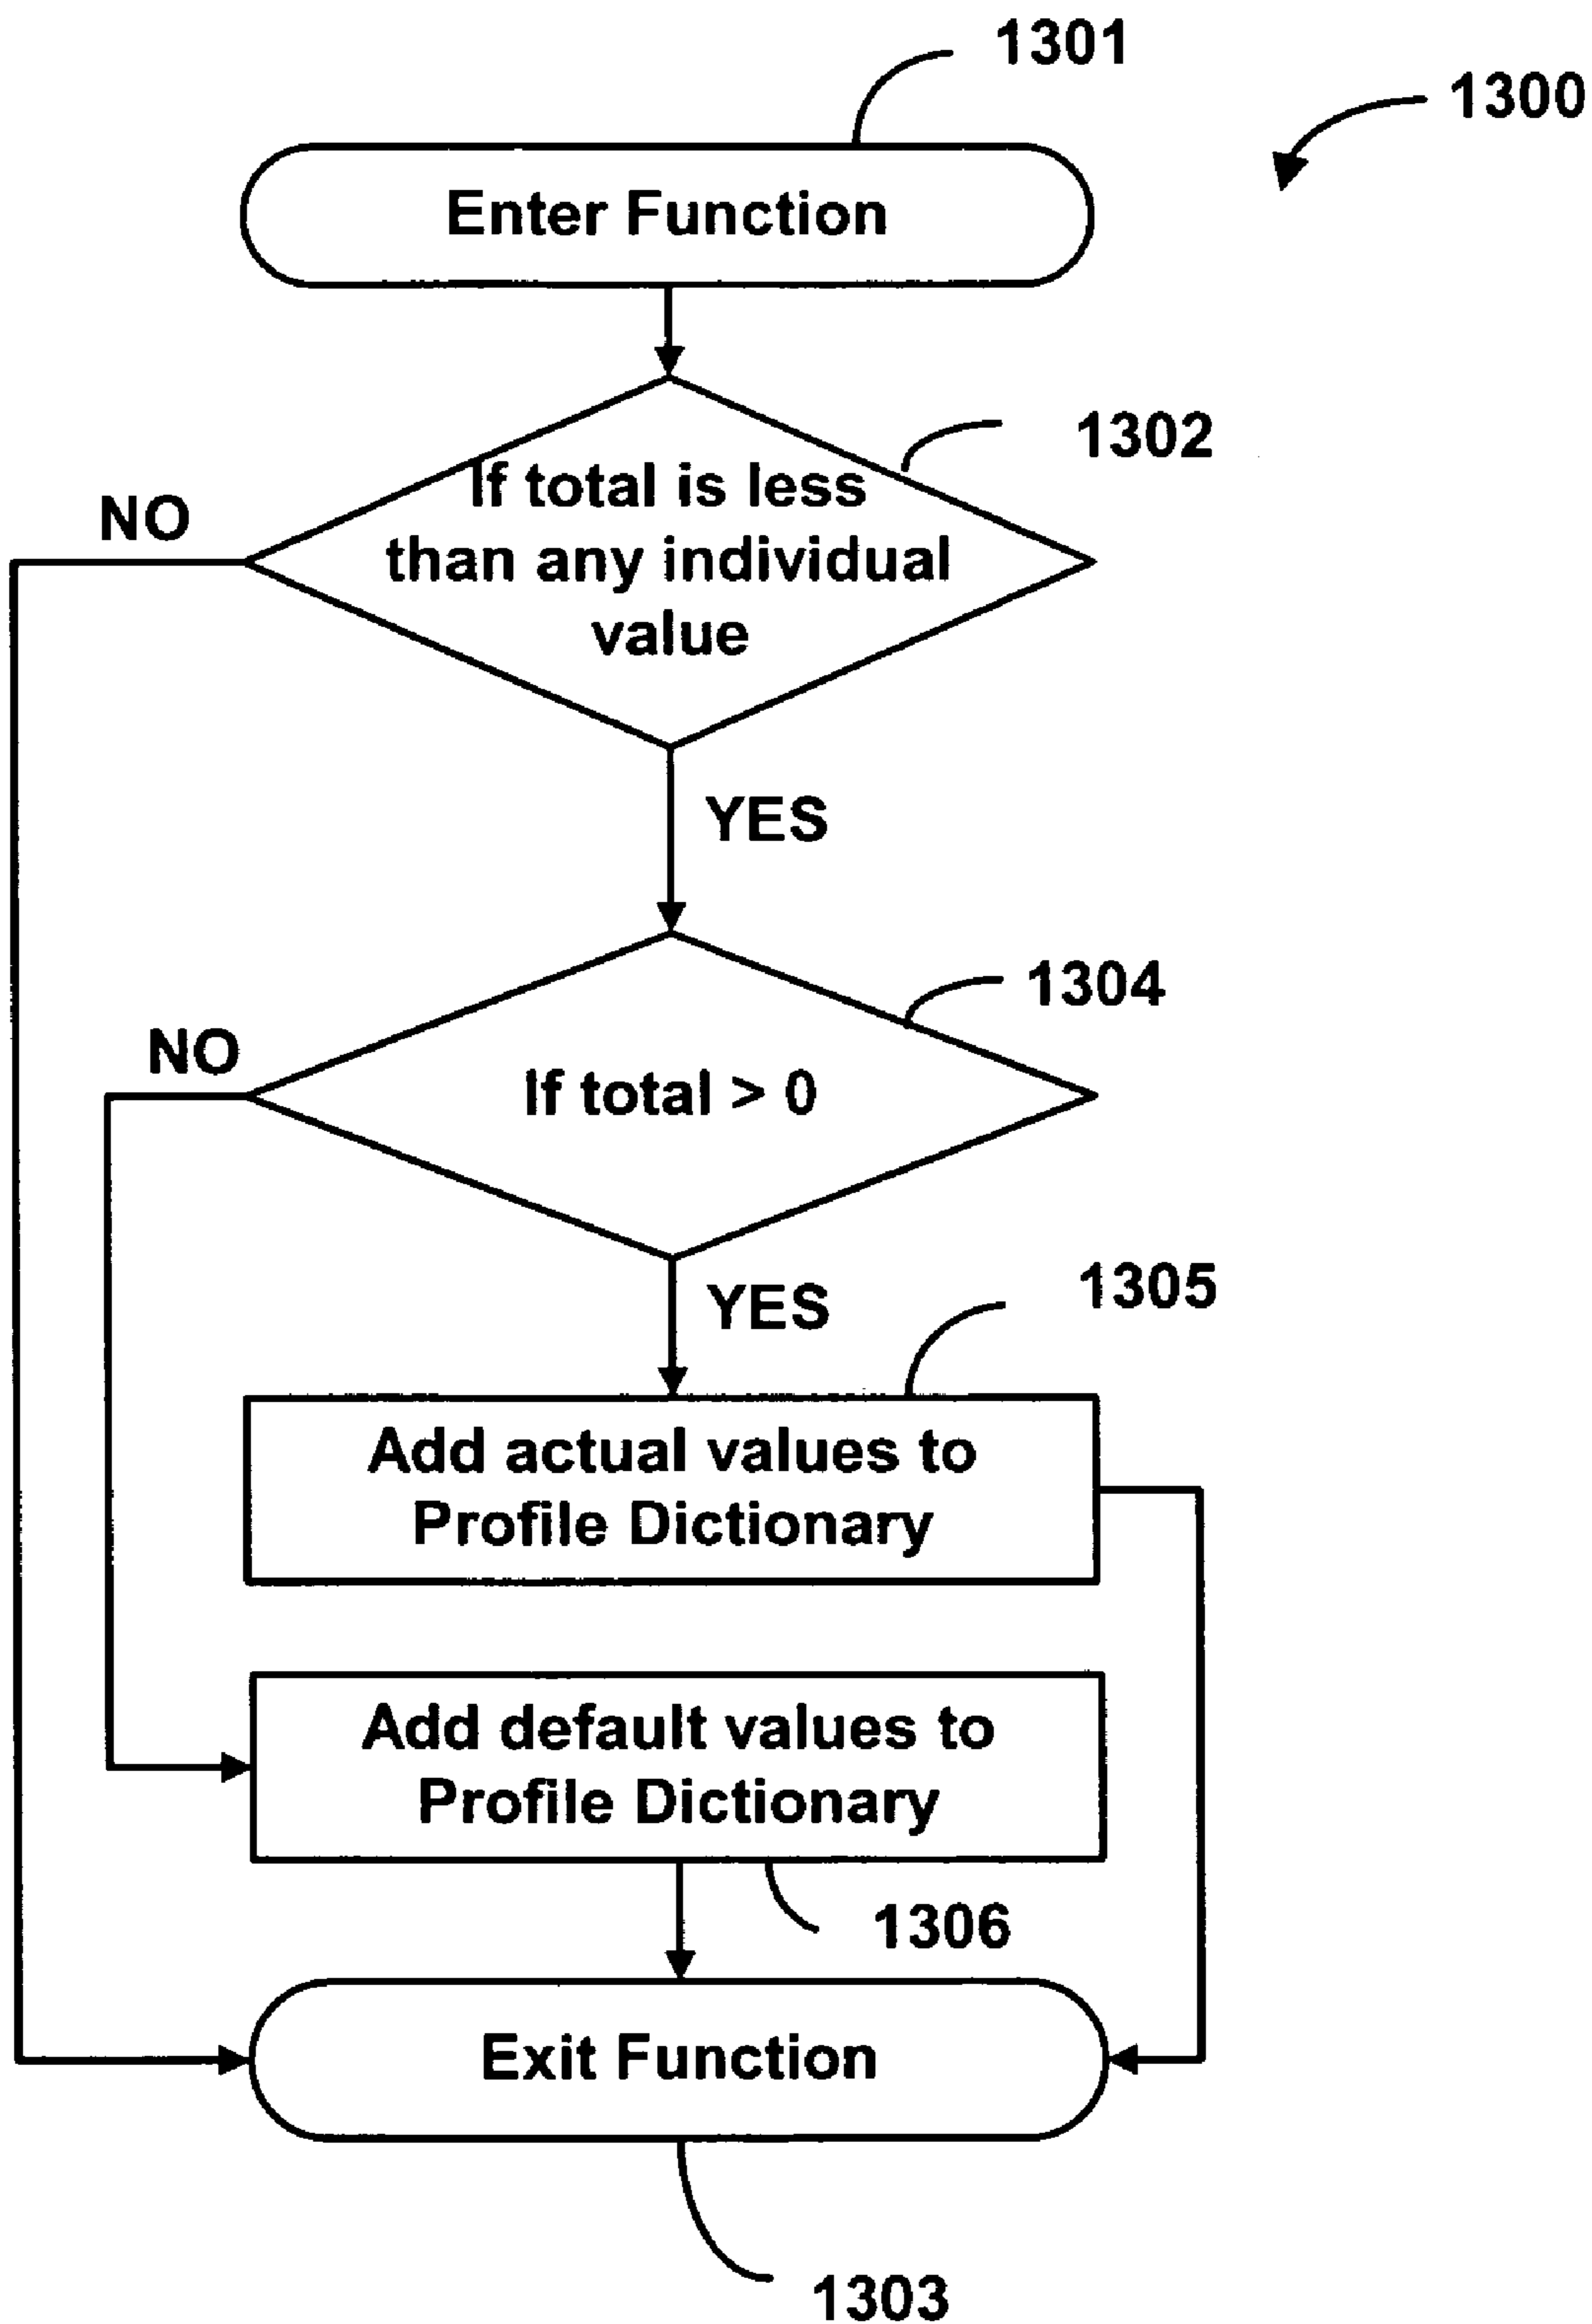 1301
1300
Enter Function
1302
If total is less
than any individual
value
NO
YES
1304
NO
If total > 0
YES
1305
Add actual values to
Profile Dictionary
Add default values to
Profile Dictionary
1306
Exit Function
1303